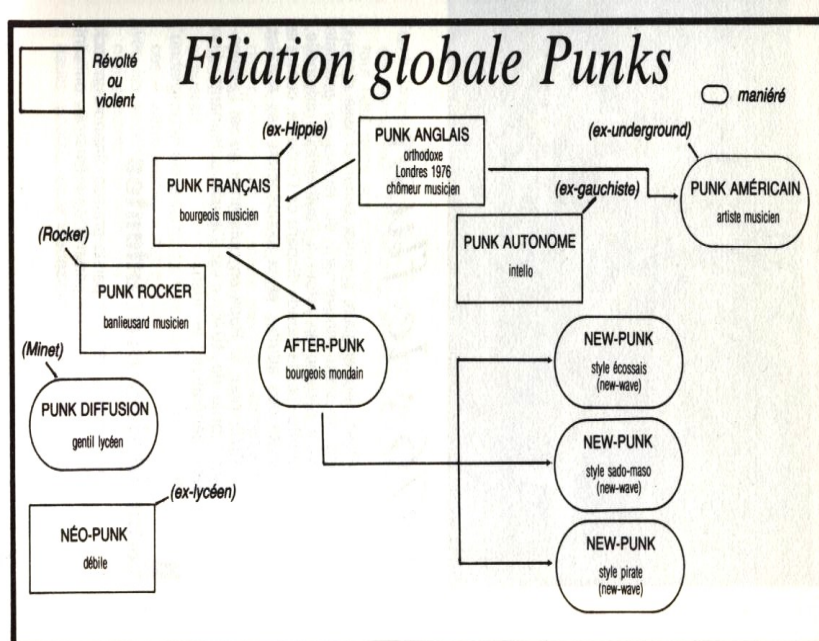 Révolté
ou
violent
Filiation globale Punks
maniéré
(ex-Hippie)
PUNK FRANÇAIS
bourgeois musicien
PUNK ANGLAIS
orthodoxe
Londres 1976
chômeur musicien
(ex-underground)
PUNK AMÉRICAIN
artiste musicien
(ex-gauchiste)
PUNK AUTONOME
intello
(Rocker)
PUNK ROCKER
banlieusard musicien
AFTER-PUNK
bourgeois mondain
(Minet)
PUNK DIFFUSION
gentil lycéen
NEW-PUNK
style écossais
(new-wave)
NEW-PUNK
style sado-maso
(new-wave)
(ex-lycéen)
NÉO-PUNK
débile
NEW-PUNK
style pirate
(new-wave)